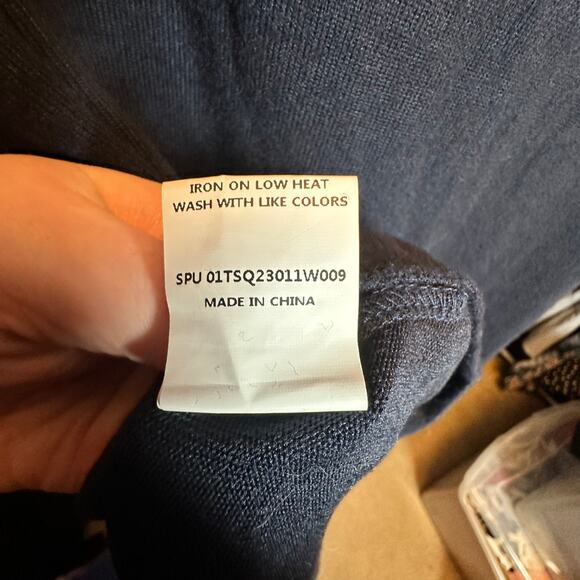 IRON ON LOW HEAT
WASH WITH LIKE COLORS
SPU 01TSQ23011W009
MADE IN CHINA